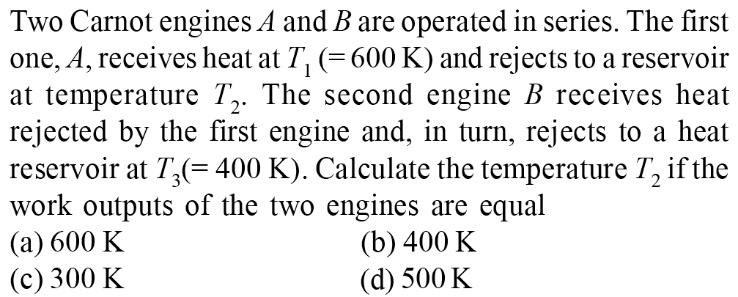 Two Carnot engines A and B are operated in series. The first
one, A, receives heat at T₁ (= 600 K) and rejects to a reservoir
at temperature T₂. The second engine B receives heat
rejected by the first engine and, in turn, rejects to a heat
reservoir at T₃(= 400 K). Calculate the temperature T₂ if the
work outputs of the two engines are equal
(a) 600 K (b) 400 K
(c) 300 K (d) 500 K